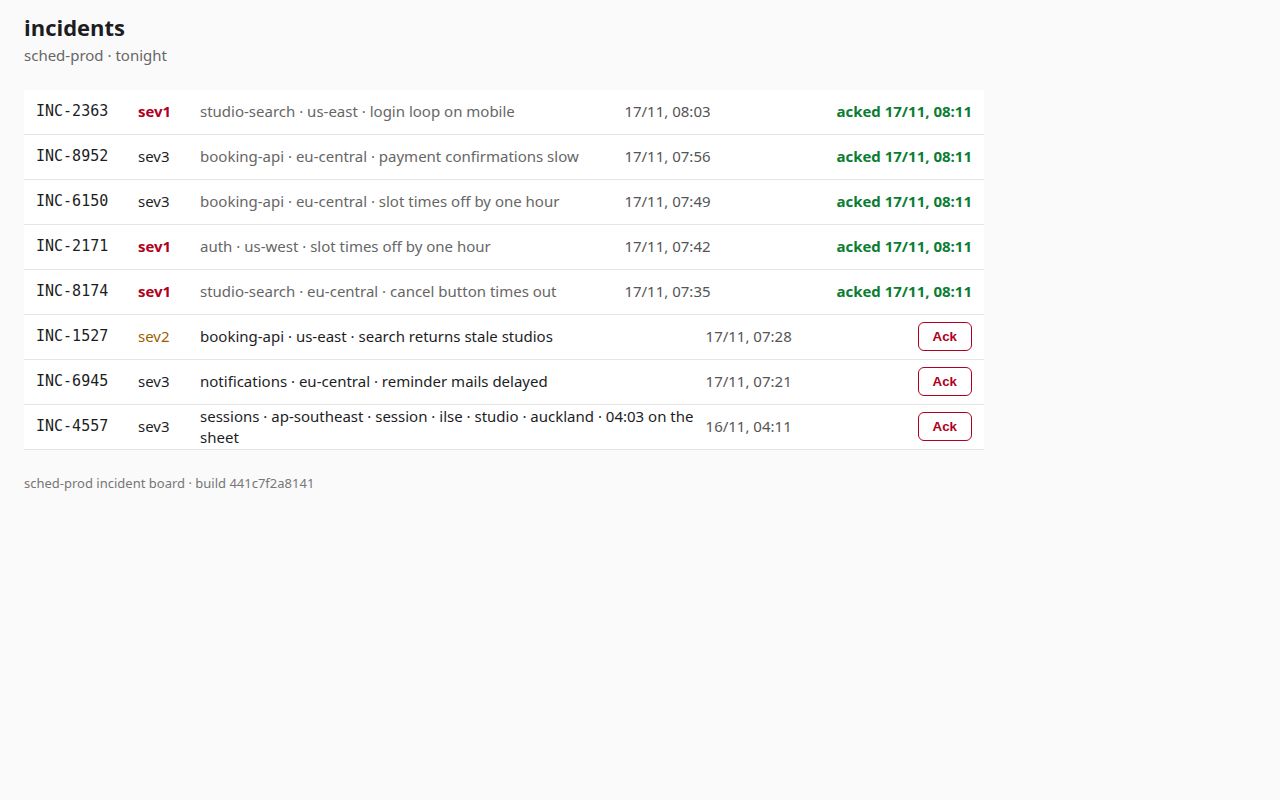 incidents
sched-prod · tonight
INC-2363 sev1 studio-search · us-east · login loop on mobile 17/11, 08:03 acked 17/11, 08:11
INC-8952 sev3 booking-api · eu-central · payment confirmations slow 17/11, 07:56 acked 17/11, 08:11
INC-6150 sev3 booking-api · eu-central · slot times off by one hour 17/11, 07:49 acked 17/11, 08:11
INC-2171 sev1 auth · us-west · slot times off by one hour 17/11, 07:42 acked 17/11, 08:11
INC-8174 sev1 studio-search · eu-central · cancel button times out 17/11, 07:35 acked 17/11, 08:11
INC-1527 sev2 booking-api · us-east · search returns stale studios 17/11, 07:28 Ack
INC-6945 sev3 notifications · eu-central · reminder mails delayed 17/11, 07:21 Ack
INC-4557 sev3 sessions · ap-southeast · session · ilse · studio · auckland · 04:03 on the 16/11, 04:11 Ack
sheet
sched-prod incident board · build 441c7f2a8141